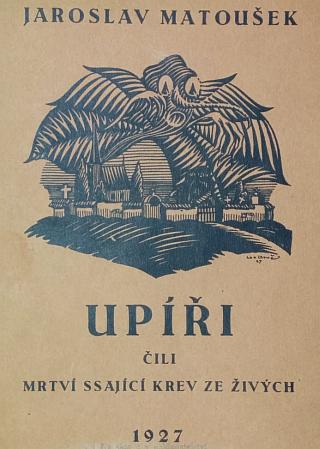 JAROSLAV MATOUŠEK
UPÍŘI
ČILI
MRTVÍ SSAJÍCÍ KREV ZE ŽIVÝCH
1927